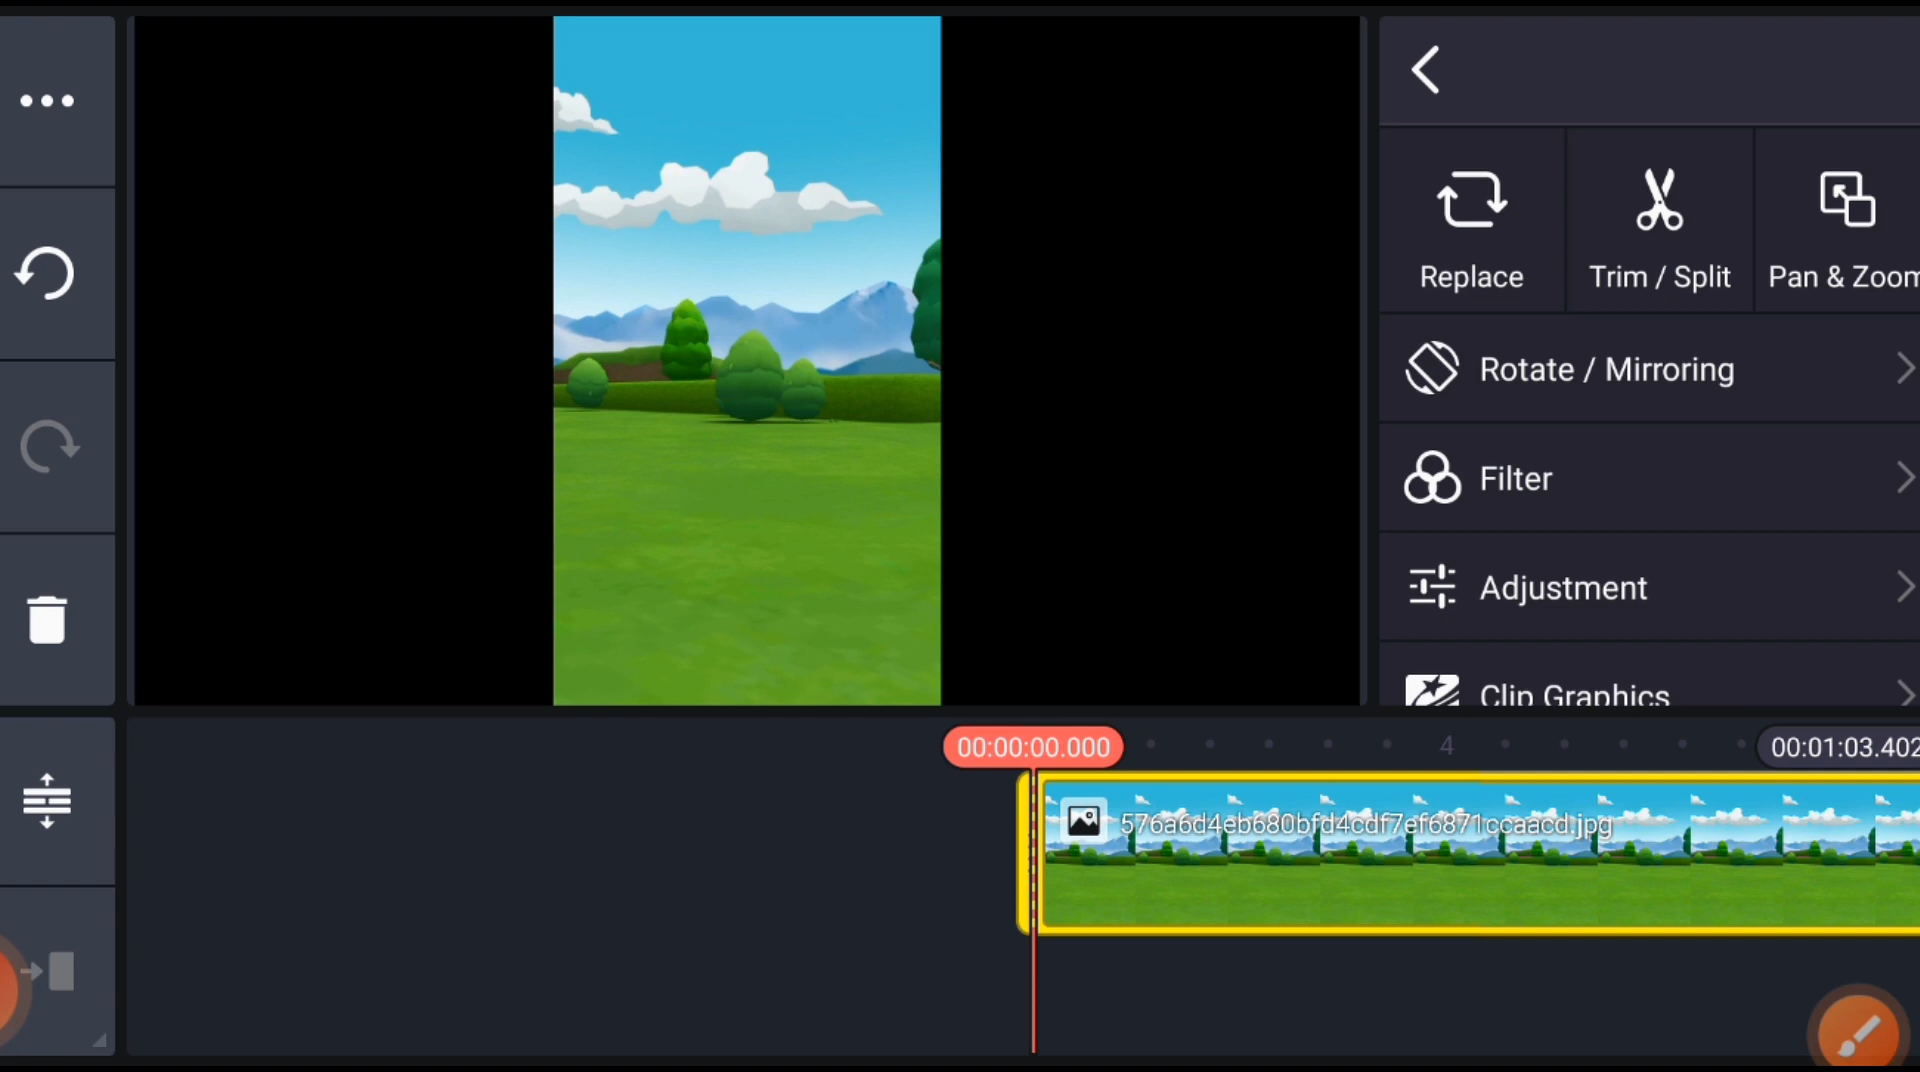 Replace
Trim / Split
Pan & Zoom
Rotate / Mirroring
Filter
Adjustment
Clip Graphics
00:00:00.000
4
00:01:03.402
576a6d4eb680bfd4cdf7ef6871ccaacd.jpg